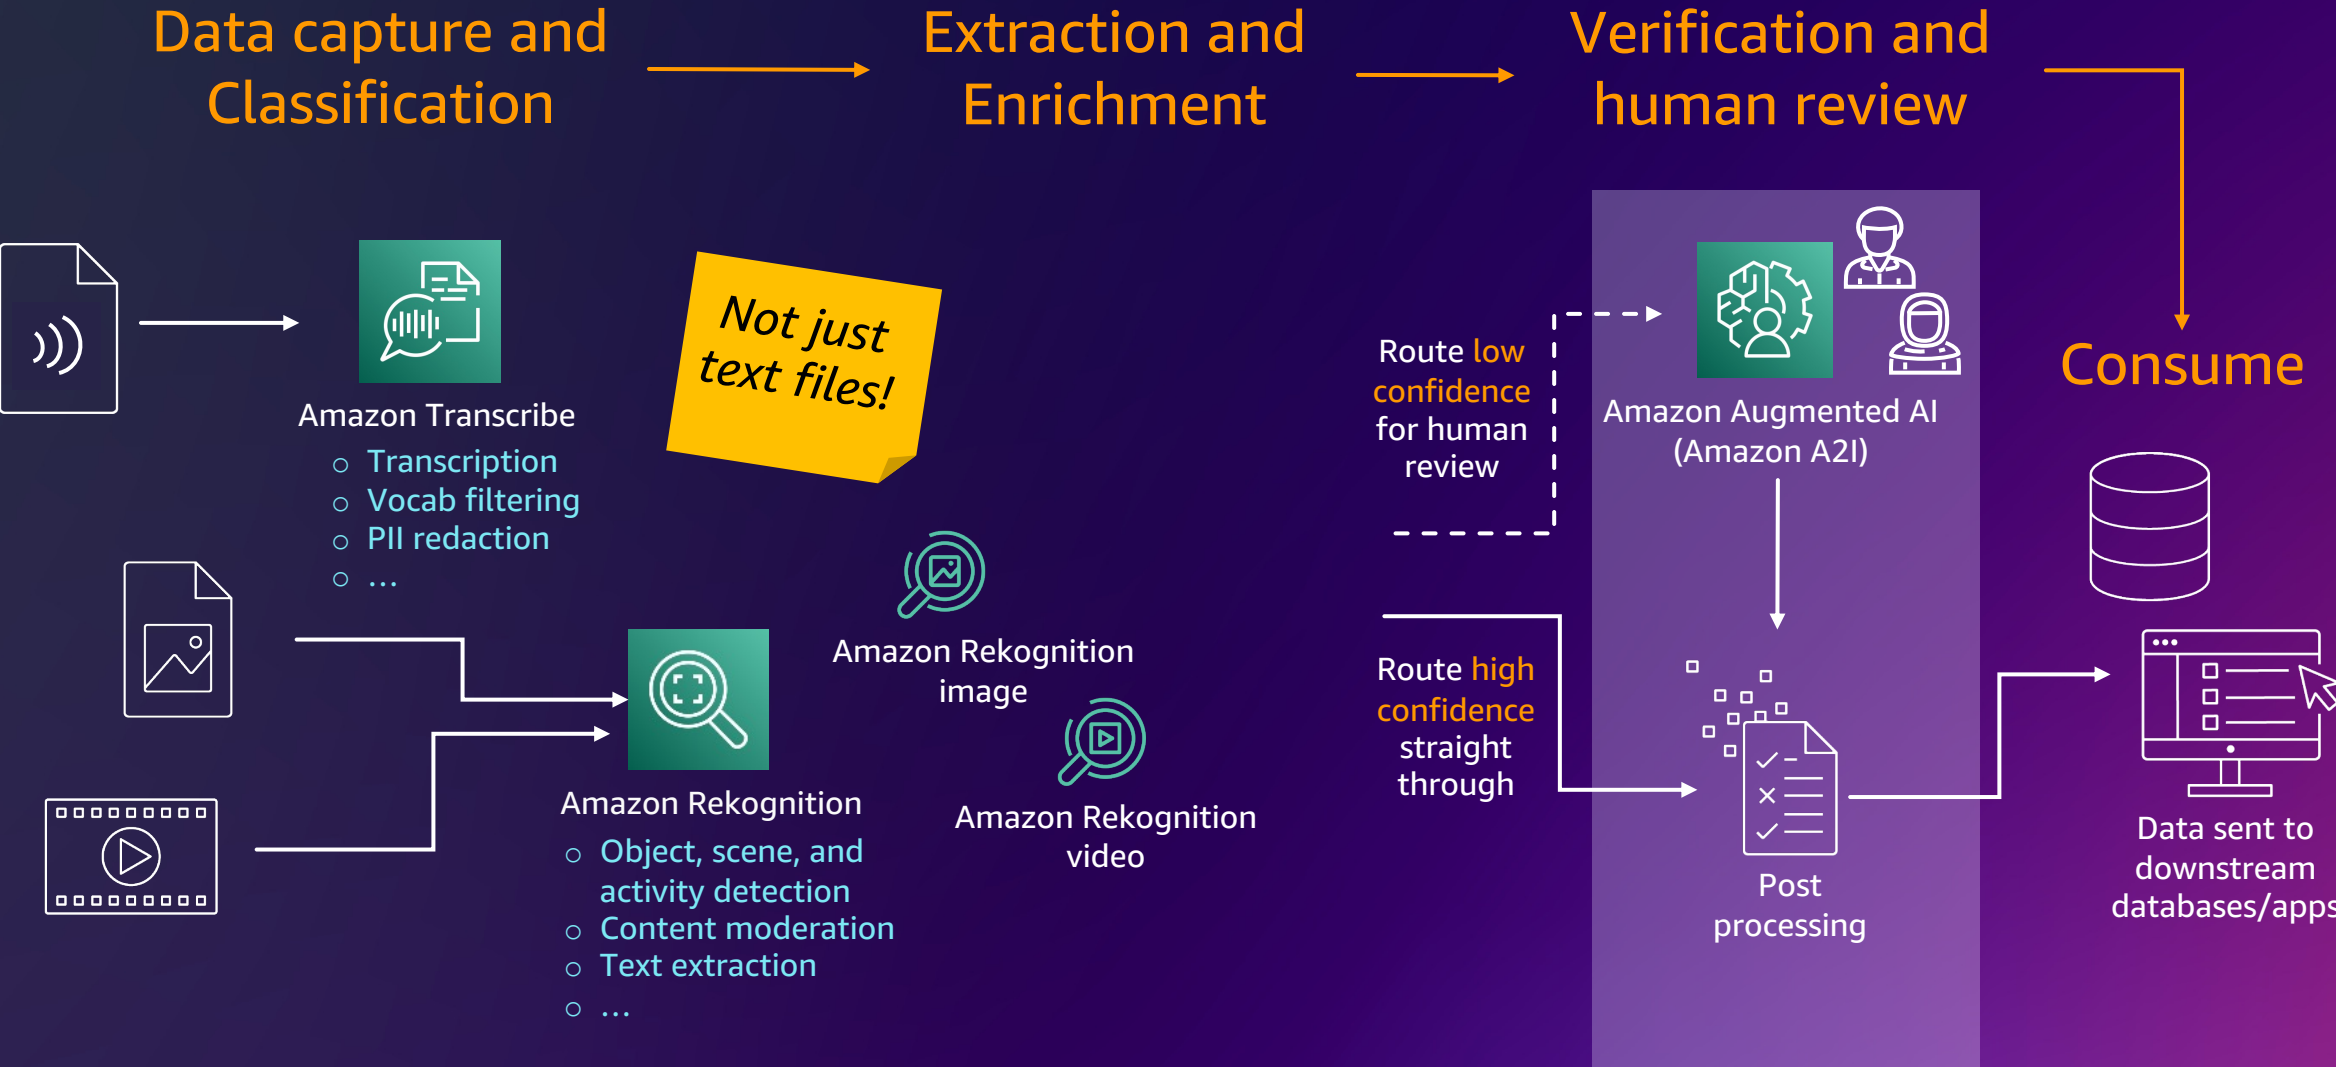 Data capture and
Classification
Extraction and
Enrichment
Verification and
human review
Consume
Amazon Transcribe
Transcription
Vocab filtering
PII redaction
...
Not just
text files!
Amazon Rekognition
Object, scene, and
activity detection
Content moderation
Text extraction
...
Amazon Rekognition
image
Amazon Rekognition
video
Route low
confidence
for human
review
Route high
confidence
straight
through
Amazon Augmented AI
(Amazon A2I)
Post
processing
Data sent to
downstream
databases/apps